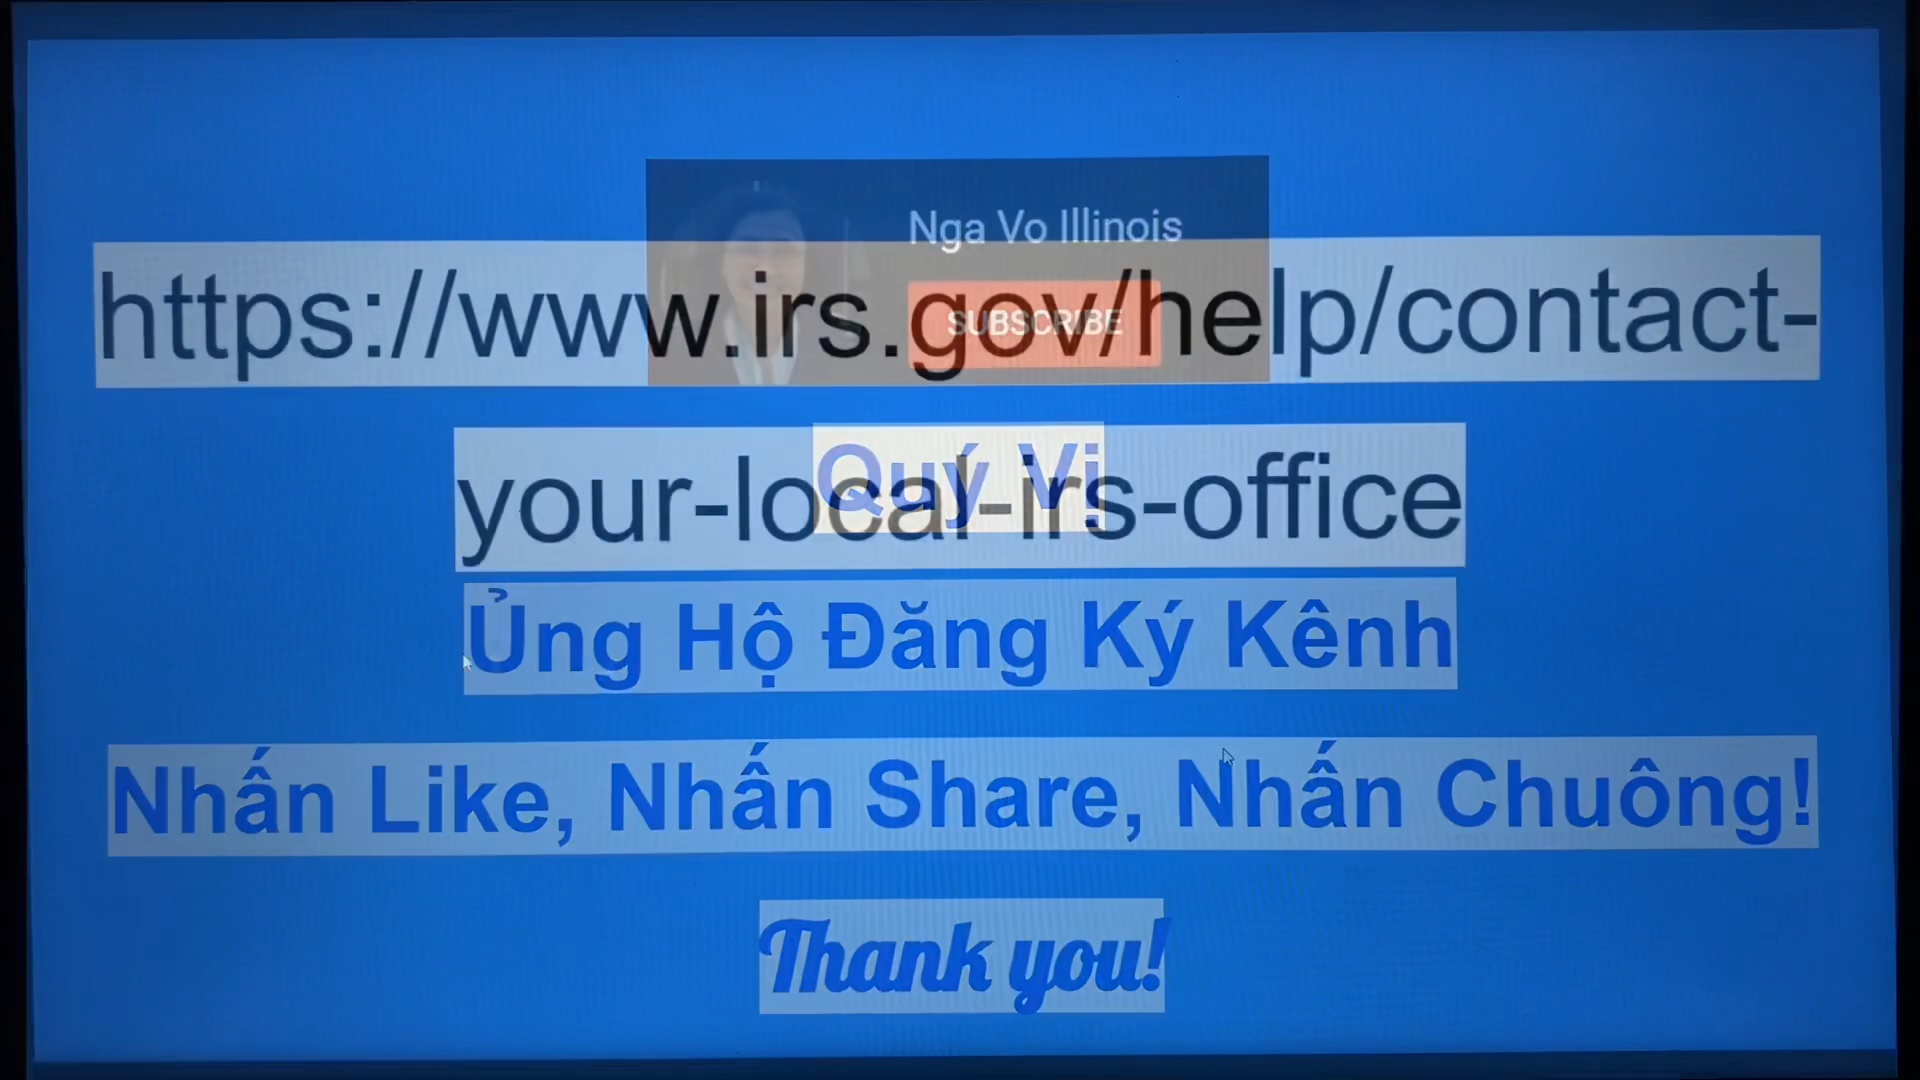 Nga Vo Illinois
SUBSCRIBE
https://www.irs.gov/help/contact-
your-local-irs-office
Quý Vị
Ủng Hộ Đăng Ký Kênh
Nhấn Like, Nhấn Share, Nhấn Chuông!
Thank you!